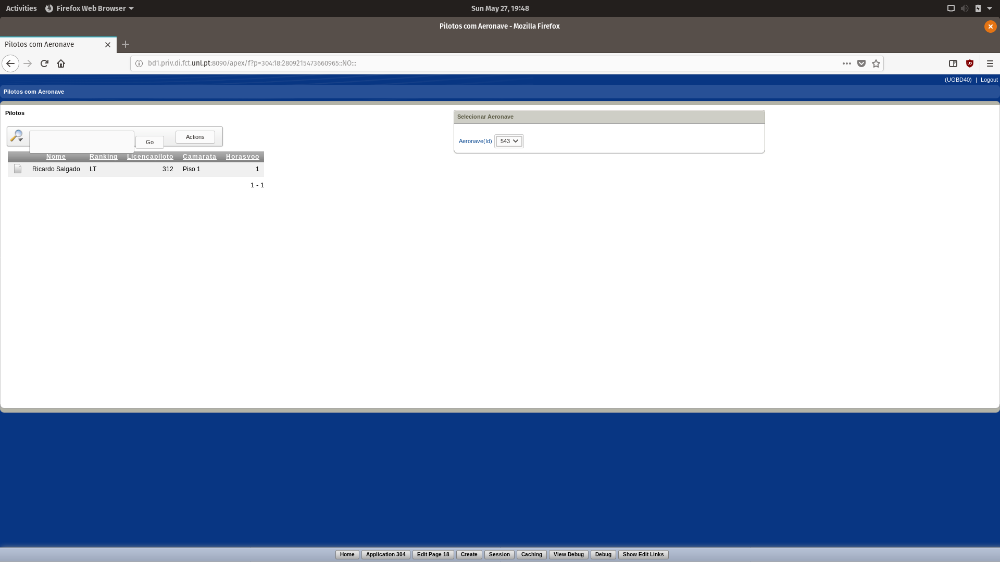 Activities Firefox Web Browser Sun May 27, 19:48
Pilotos com Aeronave - Mozilla Firefox
Pilotos com Aeronave
bd1.priv.di.fct.unl.pt:8090/apex/f?p=304:18:2809215473660965::NO:::
(UGBD40) | Logout
Pilotos com Aeronave
Pilotos
Go
Actions
Nome Ranking Licencapiloto Camarata Horasvoo
Ricardo Salgado LT 312 Piso 1 1
1 - 1
Selecionar Aeronave
Aeronave(Id) 543
Home Application 304 Edit Page 18 Create Session Caching View Debug Debug Show Edit Links